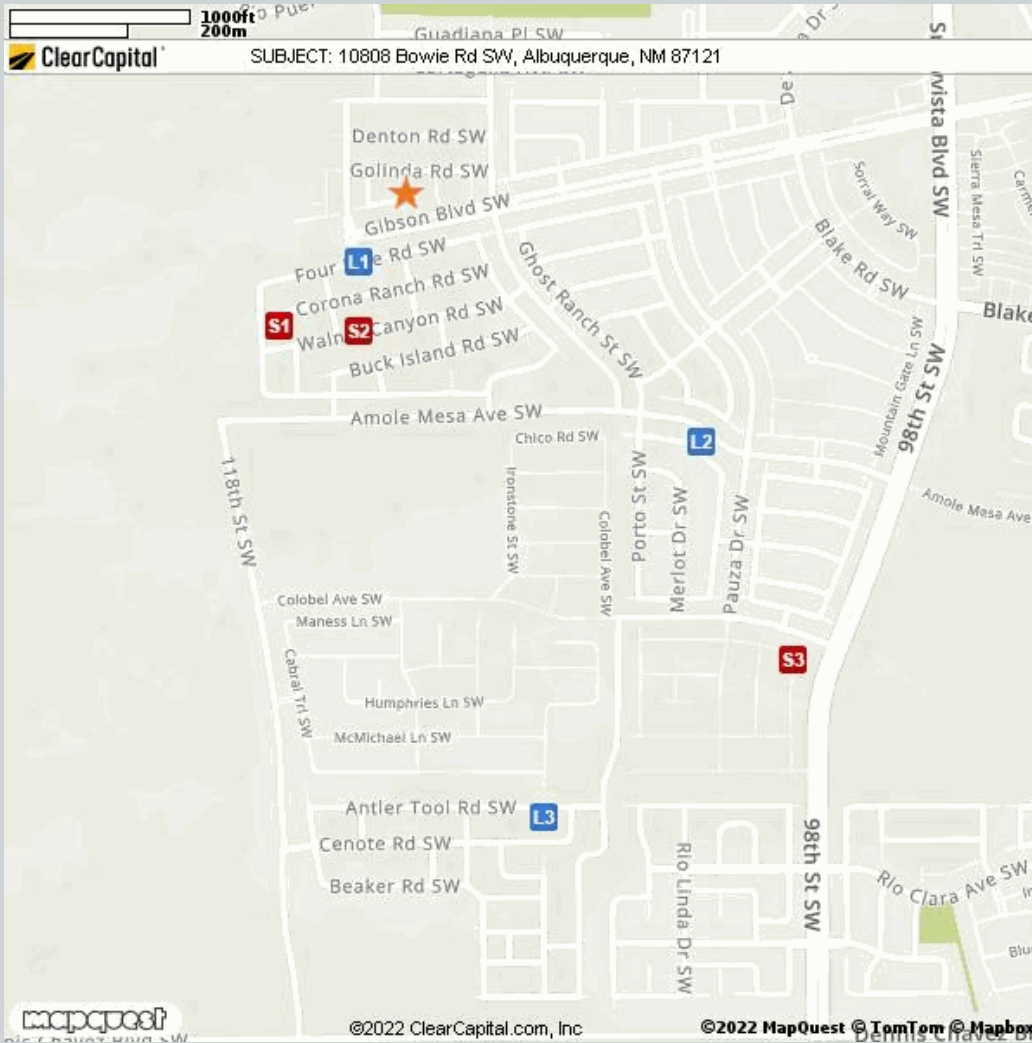 1000ft
200m
Guadiana Pl SW
ClearCapital
SUBJECT: 10808 Bowie Rd SW, Albuquerque, NM 87121
Denton Rd SW
Golinda Rd SW
Gibson Blvd SW
Four
e Rd SW
L1
Corona Ranch Rd SW
S1
S2
Canyon Rd SW
Buck Island Rd SW
Ghost Ranch St SW
Sorral Way SW
Blake Rd SW
vista Blvd SW
Sierra Mesa Trl SW
Blake
Mountain Gate Ln SW
98th St SW
Amole Mesa Ave SW
Chico Rd SW
L2
Amole Mesa Ave
118th St SW
Ironstone St SW
Colobel Ave SW
Porto St SW
Merlot Dr SW
Pauza Dr SW
Colobel Ave SW
Maness Ln SW
S3
Cabral Trl SW
Humphries Ln SW
McMichael Ln SW
Antler Tool Rd SW
L3
Cenote Rd SW
Beaker Rd SW
Rio Linda Dr SW
98th St SW
Rio Clara Ave SW
mapquest
©2022 ClearCapital.com, Inc
©2022 MapQuest © TomTom © Mapbox